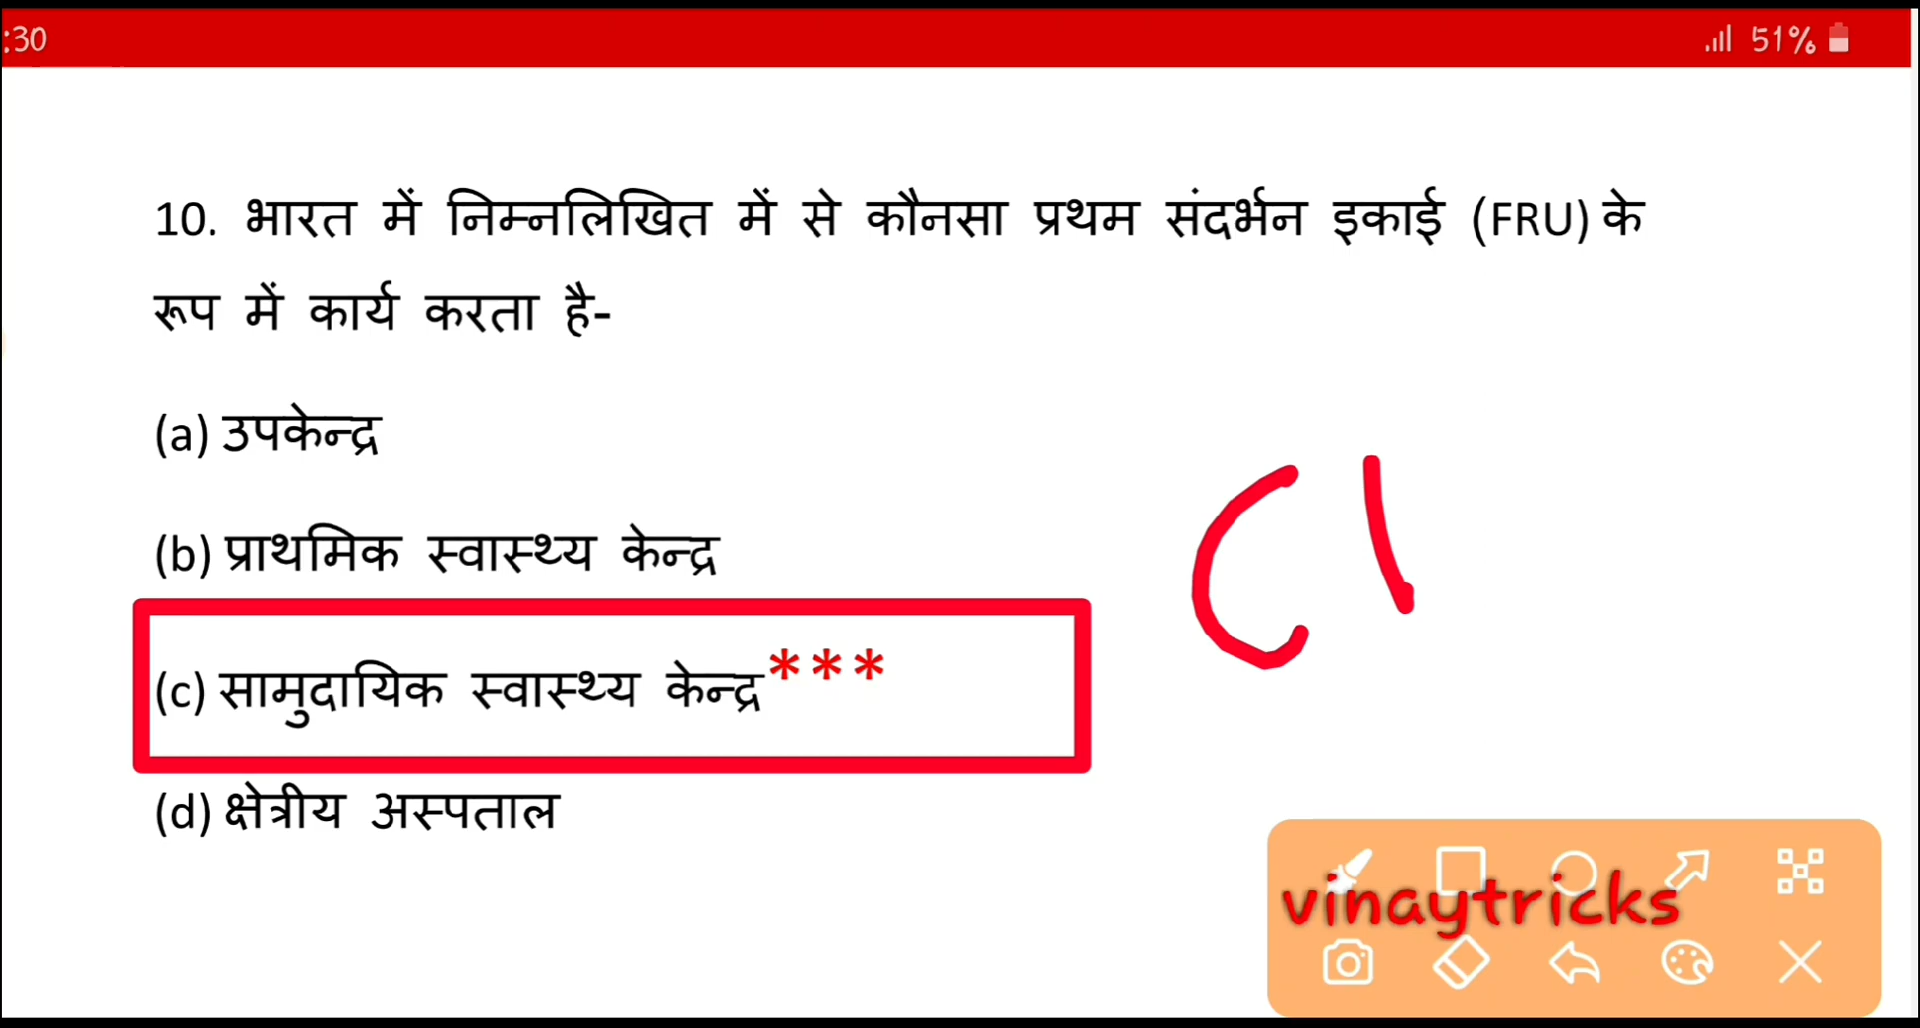 :30
51%
10. भारत में निम्नलिखित में से कौनसा प्रथम संदर्भन इकाई (FRU) के
रूप में कार्य करता है-
(a) उपकेन्द्र
(b) प्राथमिक स्वास्थ्य केन्द्र
(c) सामुदायिक स्वास्थ्य केन्द्र***
(d) क्षेत्रीय अस्पताल
vinaytricks